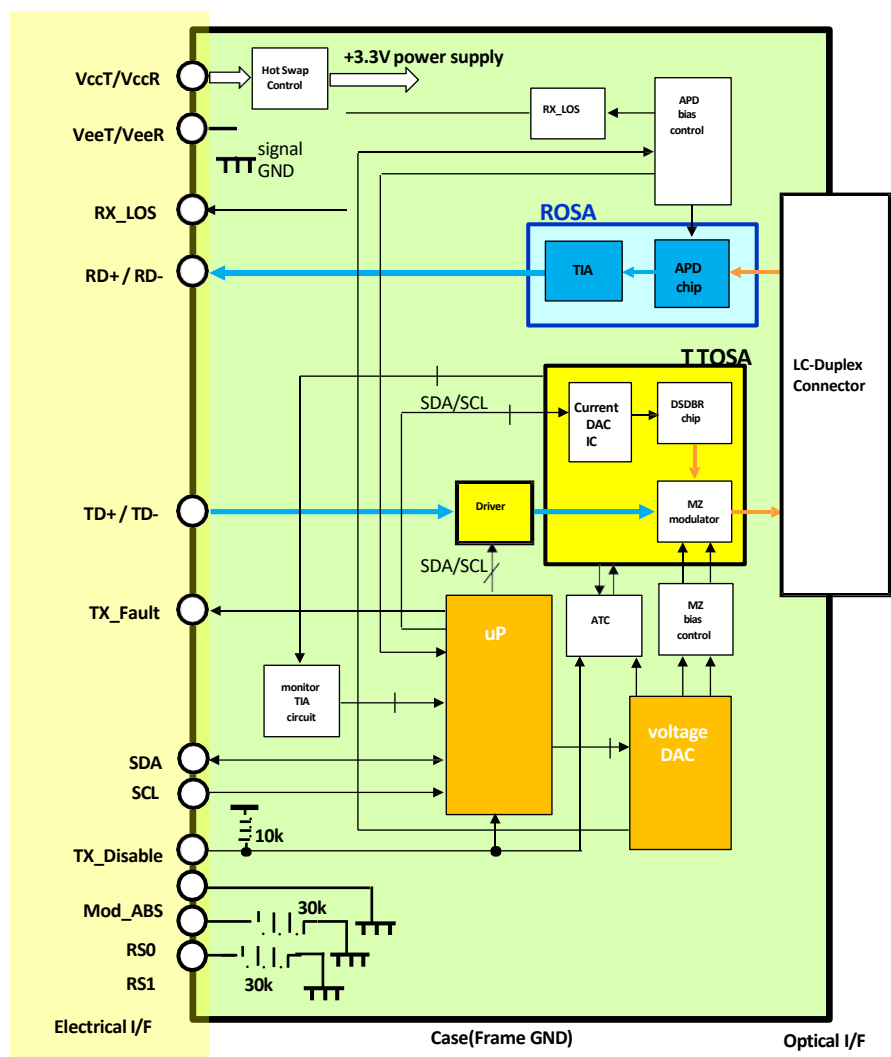 VccT/VccR
Hot Swap
Control
+3.3V power supply
RX_LOS
APD
bias
control
VeeT/VeeR
signal
GND
RX_LOS
ROSA
RD+ / RD-
TIA
APD
chip
LC-Duplex
Connector
T TOSA
SDA/SCL
Current
DAC
IC
DSDBR
chip
TD+ / TD-
Driver
MZ
modulator
SDA/SCL
TX_Fault
uP
ATC
MZ
bias
control
monitor
TIA
circuit
voltage
DAC
SDA
SCL
10k
TX_Disable
Mod_ABS
30k
RS0
RS1
30k
Electrical I/F
Case(Frame GND)
Optical I/F